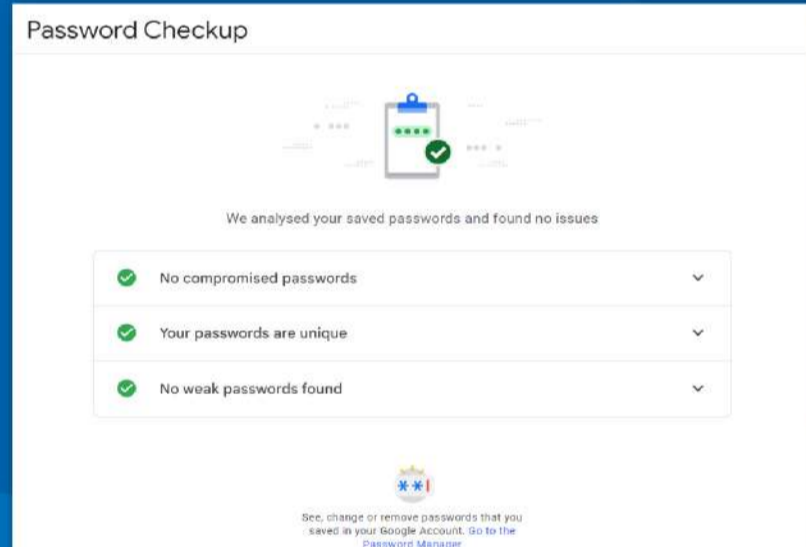 Password Checkup
We analysed your saved passwords and found no issues
No compromised passwords
Your passwords are unique
No weak passwords found
See, change or remove passwords that you
saved in your Google Account. Go to the
Password Manager